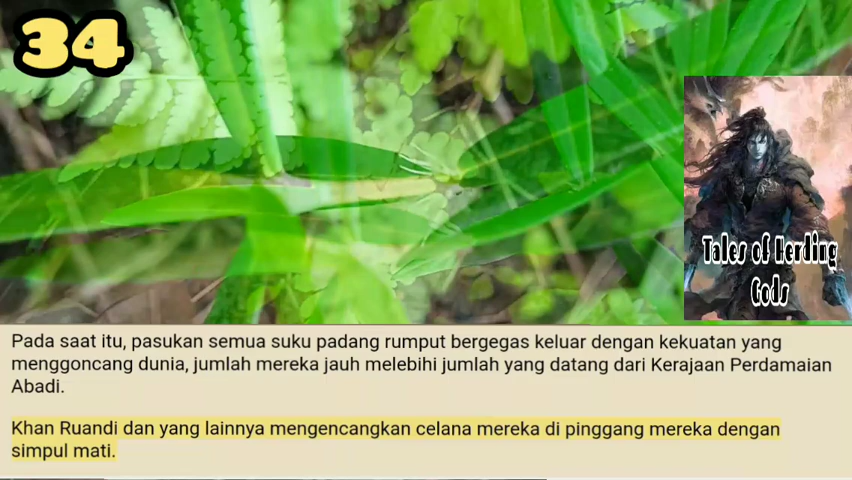 34
Tales of Herding
Gods
Pada saat itu, pasukan semua suku padang rumput bergegas keluar dengan kekuatan yang
menggoncang dunia, jumlah mereka jauh melebihi jumlah yang datang dari Kerajaan Perdamaian
Abadi.
Khan Ruandi dan yang lainnya mengencangkan celana mereka di pinggang mereka dengan
simpul mati.